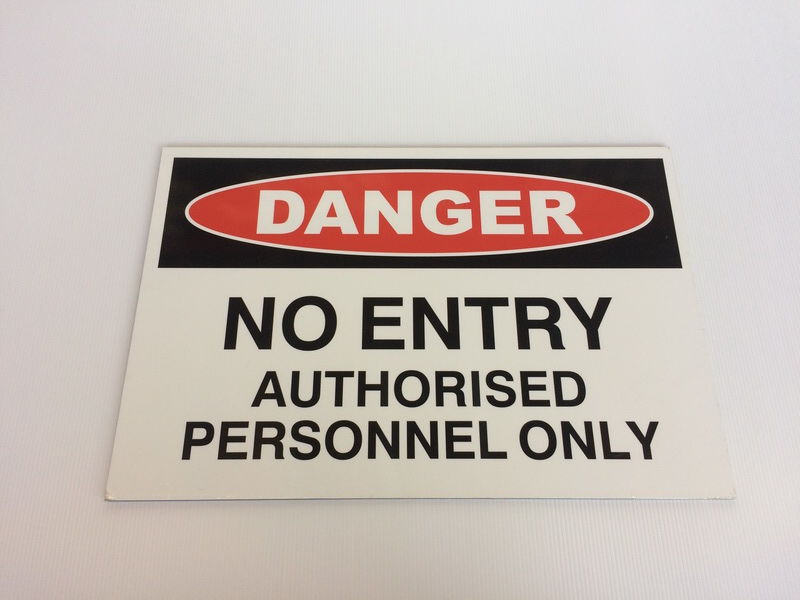 DANGER
NO ENTRY
AUTHORISED
PERSONNEL ONLY